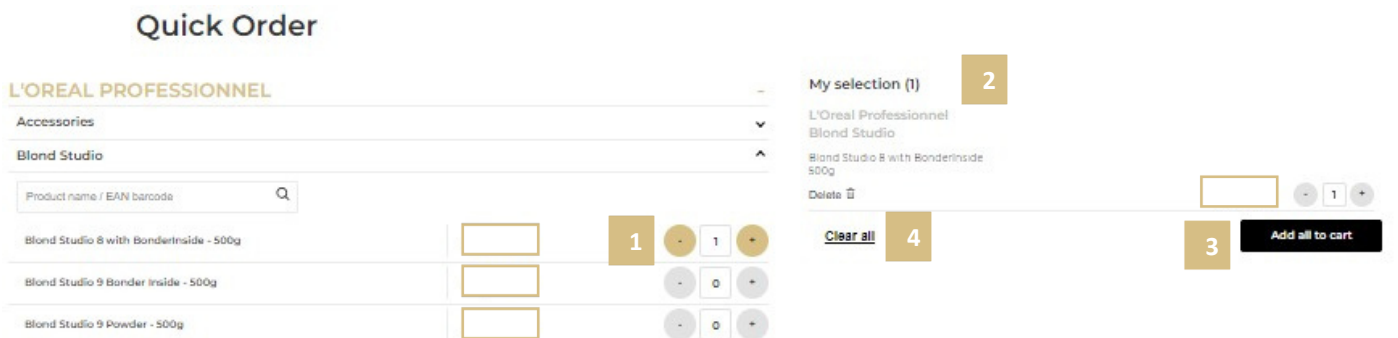 Quick Order
L'OREAL PROFESSIONNEL -
Accessories
Blond Studio
Product name / EAN barcode
Blond Studio 8 with BonderInside - 500g 1 - 1 +
Blond Studio 9 Bonder Inside - 500g - 0 +
Blond Studio 9 Powder - 500g - 0 +
My selection (1) 2
L'Oreal Professionnel
Blond Studio
Blond Studio 8 with BonderInside
500g
Delete - 1 +
Clear all 4 3 Add all to cart